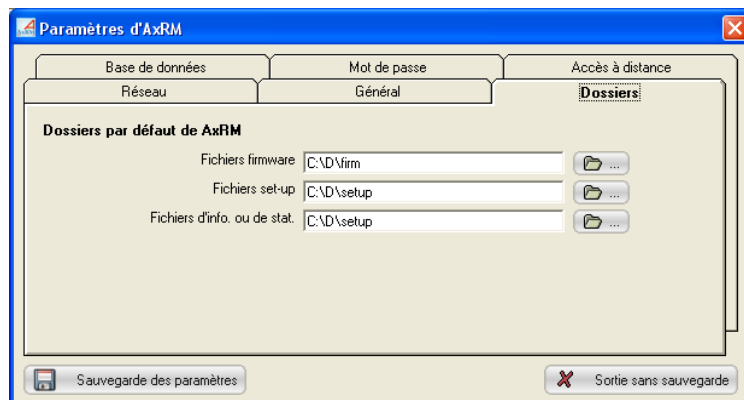 Paramètres d'AxRM
Base de données
Mot de passe
Accès à distance
Réseau
Général
Dossiers
Dossiers par défaut de AxRM
Fichiers firmware C:\D\firm ...
Fichiers set-up C:\D\setup ...
Fichiers d'info. ou de stat. C:\D\setup ...
Sauvegarde des paramètres
Sortie sans sauvegarde